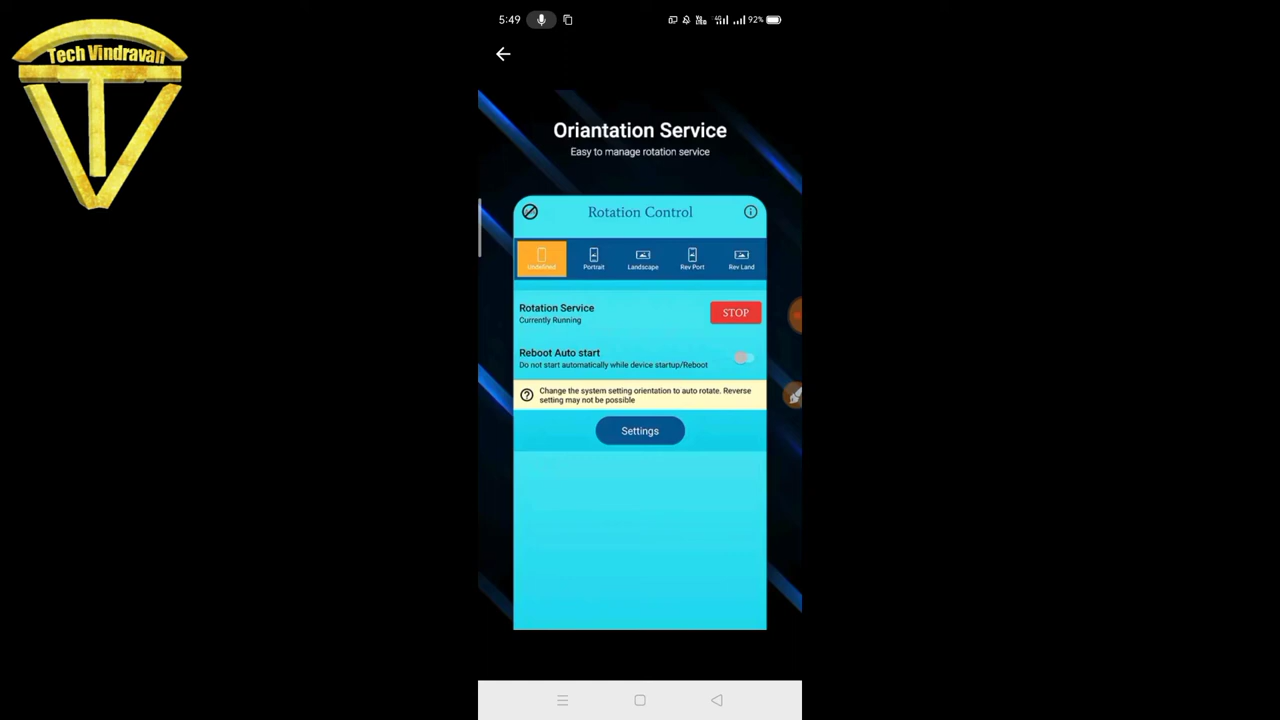 Tech Vindravan
5:49
92%
Oriantation Service
Easy to manage rotation service
Rotation Control
Undefined
Portrait
Landscape
Rev Port
Rev Land
Rotation Service
Currently Running
STOP
Reboot Auto start
Do not start automatically while device startup/Reboot
Change the system setting orientation to auto rotate. Reverse
setting may not be possible
Settings